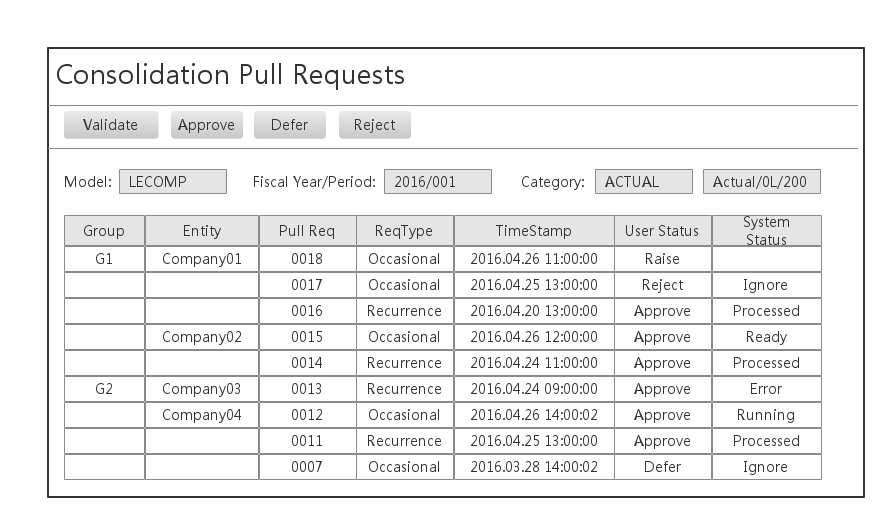 Consolidation Pull Requests
Validate Approve Defer Reject
Model: LECOMP Fiscal Year/Period: 2016/001 Category: ACTUAL Actual/0L/200
Group Entity Pull Req ReqType TimeStamp User Status System Status
G1 Company01 0018 Occasional 2016.04.26 11:00:00 Raise
0017 Occasional 2016.04.25 13:00:00 Reject Ignore
0016 Recurrence 2016.04.20 13:00:00 Approve Processed
Company02 0015 Occasional 2016.04.26 12:00:00 Approve Ready
0014 Recurrence 2016.04.24 11:00:00 Approve Processed
G2 Company03 0013 Recurrence 2016.04.24 09:00:00 Approve Error
Company04 0012 Occasional 2016.04.26 14:00:02 Approve Running
0011 Recurrence 2016.04.25 13:00:00 Approve Processed
0007 Occasional 2016.03.28 14:00:02 Defer Ignore